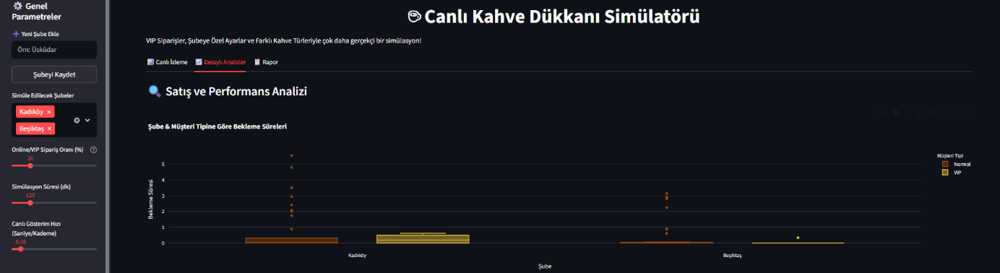 Genel
Parametreler
Yeni Şube Ekle
Örn: Üsküdar
Şubeyi Kaydet
Simüle Edilecek Şubeler
Kadıköy ×
Beşiktaş ×
Online/VIP Sipariş Oranı (%)
20
Simülasyon Süresi (dk)
120
Canlı Gösterim Hızı
(Saniye/Kademe)
0.05
Canlı Kahve Dükkanı Simülatörü
VIP Siparişler, Şubeye Özel Ayarlar ve Farklı Kahve Türleriyle çok daha gerçekçi bir simülasyon!
Canlı İzleme Detaylı Analizler Rapor
Satış ve Performans Analizi
Şube & Müşteri Tipine Göre Bekleme Süreleri
Bekleme Süresi
5
4
3
2
1
0
Kadıköy Beşiktaş
Şube
Müşteri Tipi
Normal
VIP